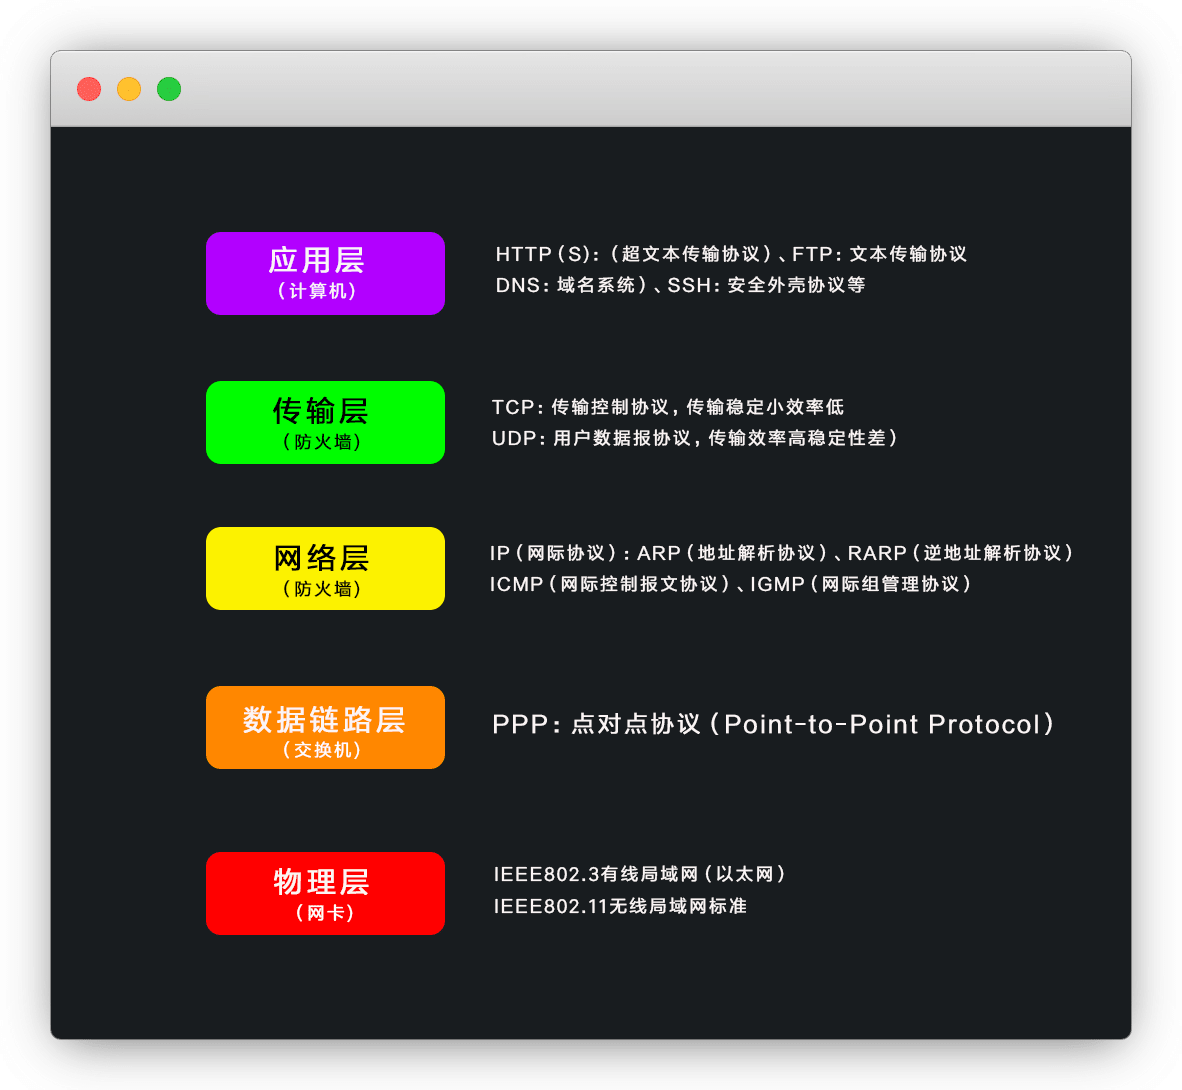 应用层
（计算机）
HTTP（S）：（超文本传输协议）、FTP：文本传输协议
DNS：域名系统）、SSH：安全外壳协议等
传输层
（防火墙）
TCP：传输控制协议，传输稳定小效率低
UDP：用户数据报协议，传输效率高稳定性差）
网络层
（防火墙）
IP（网际协议）：ARP（地址解析协议）、RARP（逆地址解析协议）
ICMP（网际控制报文协议）、IGMP（网际组管理协议）
数据链路层
（交换机）
PPP：点对点协议（Point-to-Point Protocol）
物理层
（网卡）
IEEE802.3有线局域网（以太网）
IEEE802.11无线局域网标准